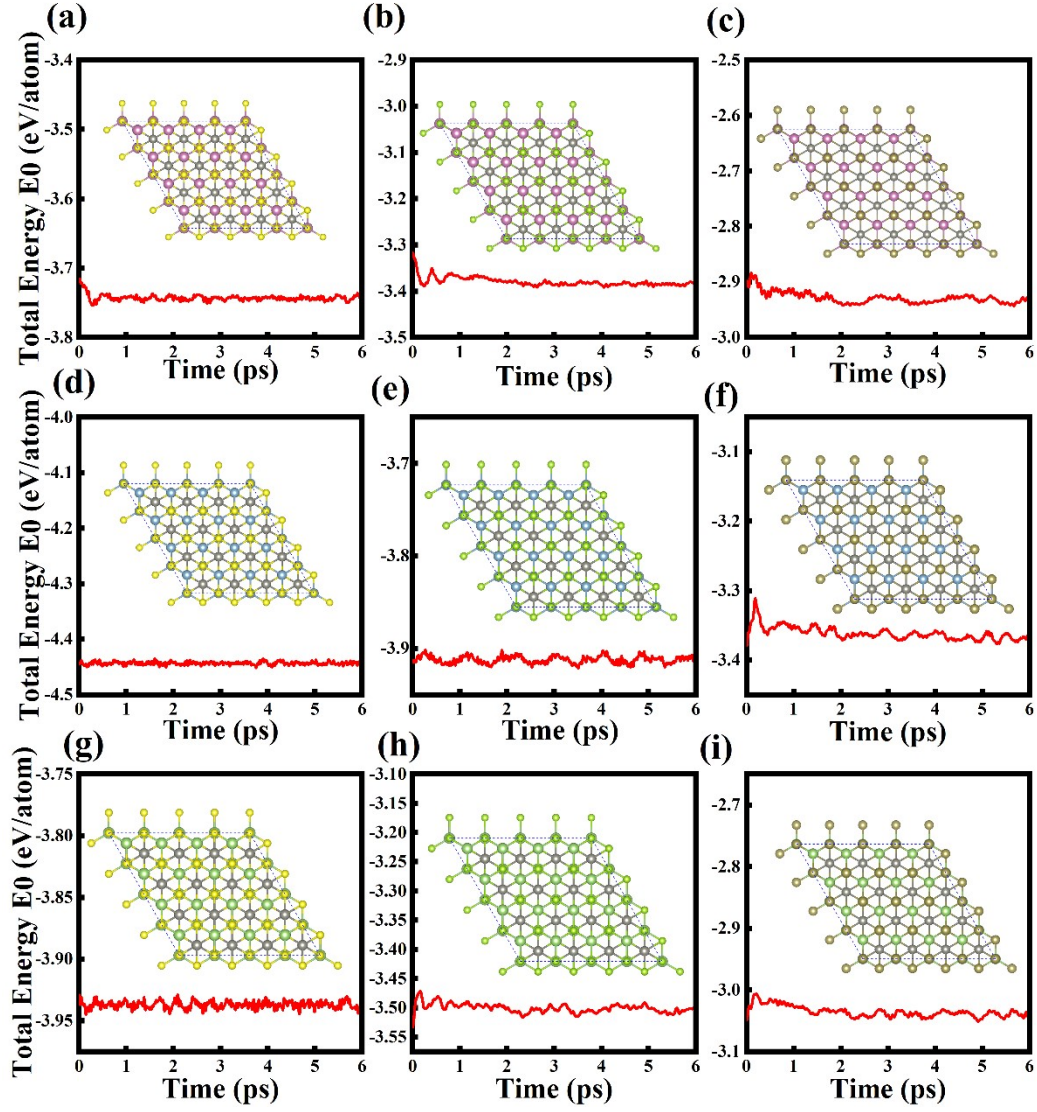 (a) (b) (c)
Total Energy E0 (eV/atom)
-3.4 -3.5 -3.6 -3.7 -3.8
0 1 2 3 4 5 6
Time (ps)
-2.9 -3.0 -3.1 -3.2 -3.3 -3.4 -3.5
0 1 2 3 4 5 6
Time (ps)
-2.5 -2.6 -2.7 -2.8 -2.9 -3.0
0 1 2 3 4 5 6
Time (ps)
(d) (e) (f)
Total Energy E0 (eV/atom)
-4.0 -4.1 -4.2 -4.3 -4.4 -4.5
0 1 2 3 4 5 6
Time (ps)
-3.7 -3.8 -3.9
0 1 2 3 4 5 6
Time (ps)
-3.1 -3.2 -3.3 -3.4
0 1 2 3 4 5 6
Time (ps)
(g) (h) (i)
Total Energy E0 (eV/atom)
-3.75 -3.80 -3.85 -3.90 -3.95
0 1 2 3 4 5 6
Time (ps)
-3.10 -3.15 -3.20 -3.25 -3.30 -3.35 -3.40 -3.45 -3.50 -3.55
0 1 2 3 4 5 6
Time (ps)
-2.7 -2.8 -2.9 -3.0 -3.1
0 1 2 3 4 5 6
Time (ps)